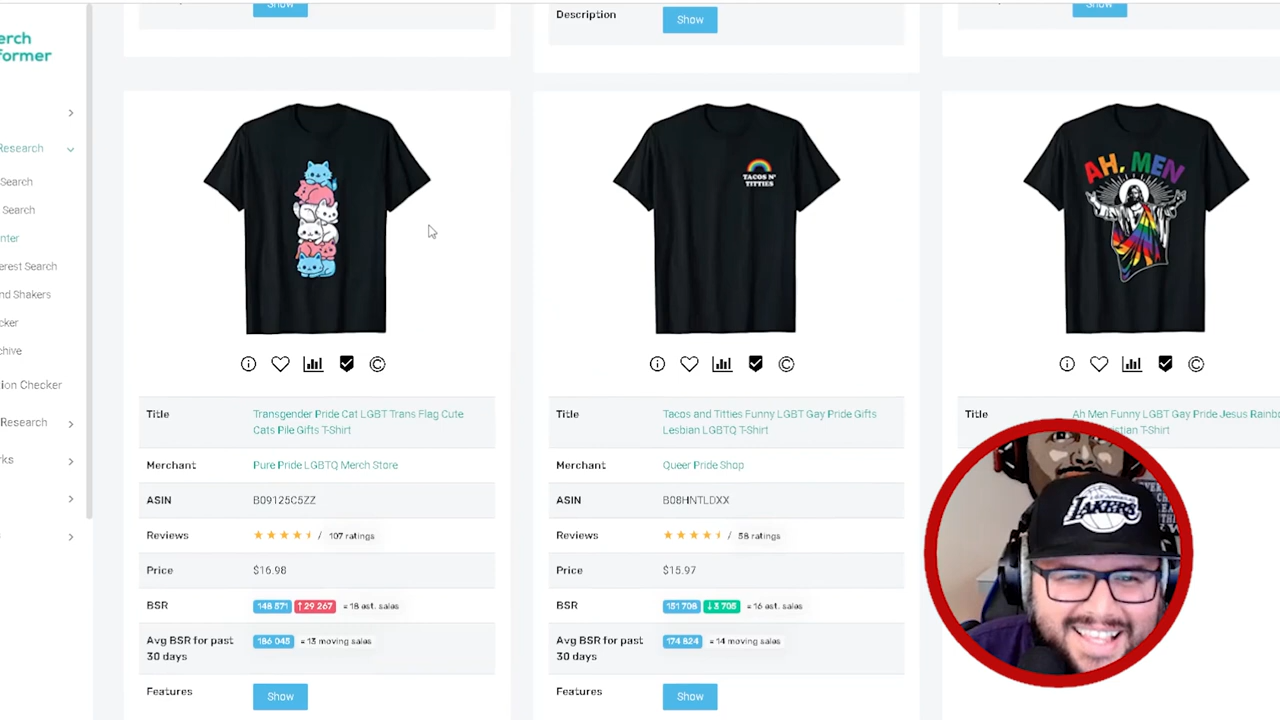 erch
former
Research
Search
Search
nter
erest Search
nd Shakers
cker
chive
ion Checker
Research
rks
Show
Description
Show
Show
TACOS N'
TITTIES
AH, MEN
Title
Transgender Pride Cat LGBT Trans Flag Cute
Cats Pile Gifts T-Shirt
Merchant
Pure Pride LGBTQ Merch Store
ASIN
B09125C5ZZ
Reviews
/ 107 ratings
Price
$16.98
BSR
148 571 ↑29 267 = 18 est. sales
Avg BSR for past
30 days
186 045 = 13 moving sales
Features
Show
Title
Tacos and Titties Funny LGBT Gay Pride Gifts
Lesbian LGBTQ T-Shirt
Merchant
Queer Pride Shop
ASIN
B08HNTLDXX
Reviews
/ 58 ratings
Price
$15.97
BSR
151 708 ↓3 705 = 16 est. sales
Avg BSR for past
30 days
174 824 = 14 moving sales
Features
Show
Title
Ah Men Funny LGBT Gay Pride Jesus Rainbo
stian T-Shirt
LOS ANGELES
LAKERS